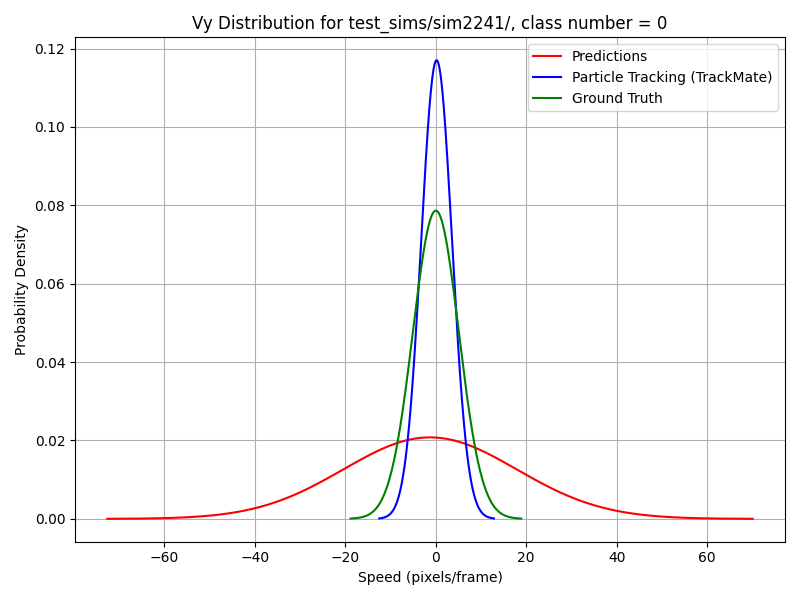 Vy Distribution for test_sims/sim2241/, class number = 0
Predictions
Particle Tracking (TrackMate)
Ground Truth
Probability Density
0.12
0.10
0.08
0.06
0.04
0.02
0.00
−60 −40 −20 0 20 40 60
Speed (pixels/frame)